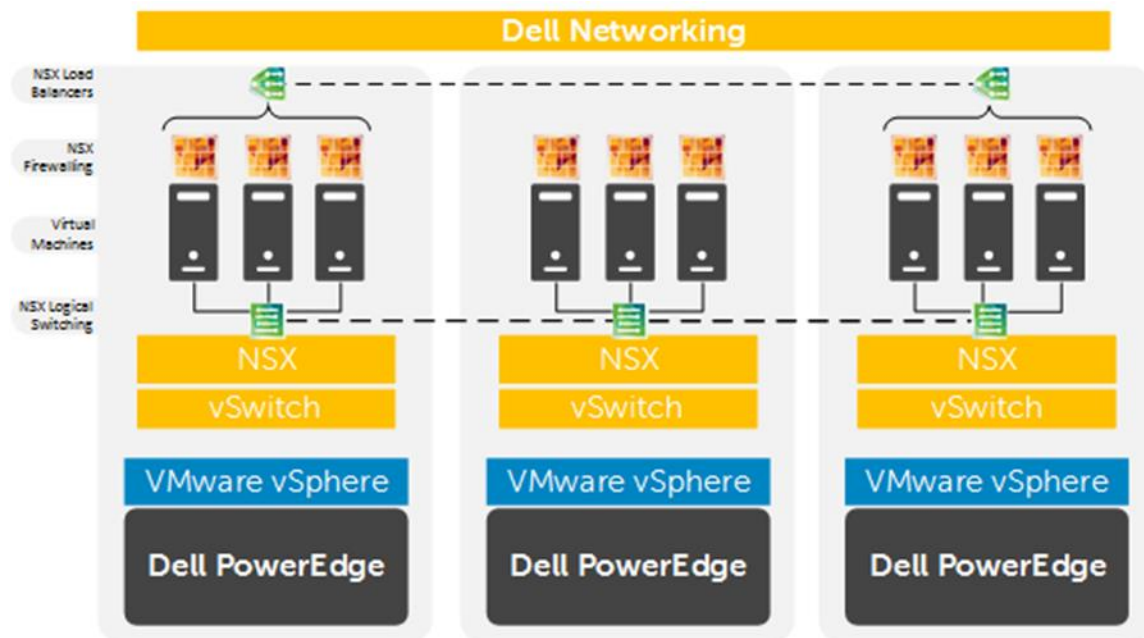 Dell Networking
NSX Load
Balancers
NSX
Firewalling
Virtual
Machines
NSX Logical
Switching
NSX
NSX
NSX
vSwitch
vSwitch
vSwitch
VMware vSphere
VMware vSphere
VMware vSphere
Dell PowerEdge
Dell PowerEdge
Dell PowerEdge